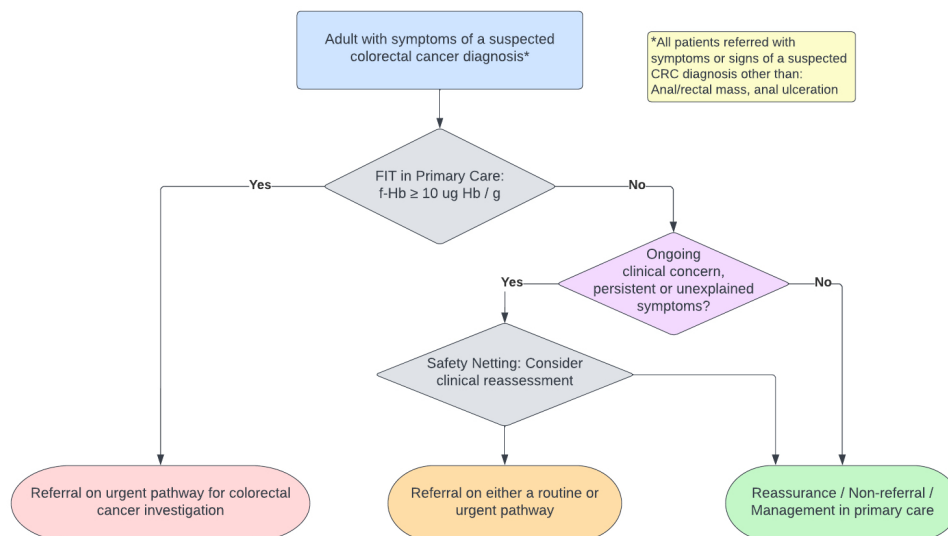 Adult with symptoms of a suspected
colorectal cancer diagnosis*
*All patients referred with
symptoms or signs of a suspected
CRC diagnosis other than:
Anal/rectal mass, anal ulceration
FIT in Primary Care:
f-Hb ≥ 10 ug Hb / g
Yes
No
Ongoing
clinical concern,
persistent or unexplained
symptoms?
Yes
No
Safety Netting: Consider
clinical reassessment
Referral on urgent pathway for colorectal
cancer investigation
Referral on either a routine or
urgent pathway
Reassurance / Non-referral /
Management in primary care